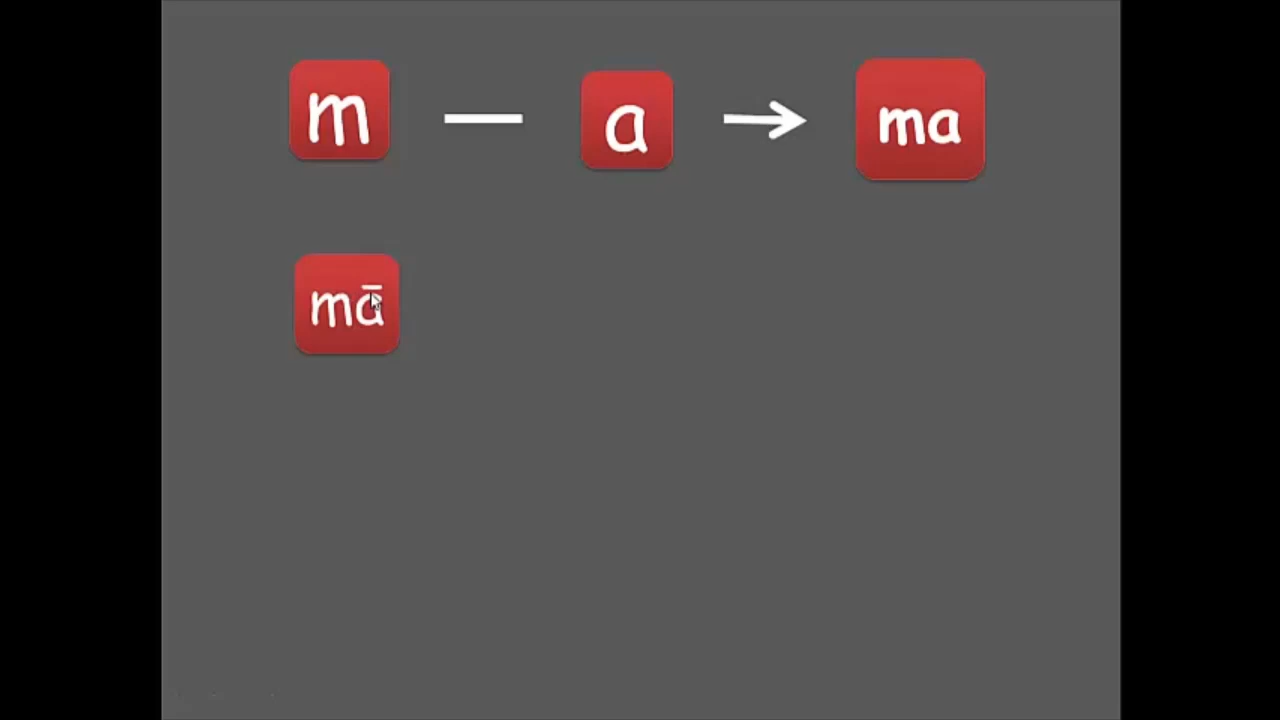 m — a → ma
mā